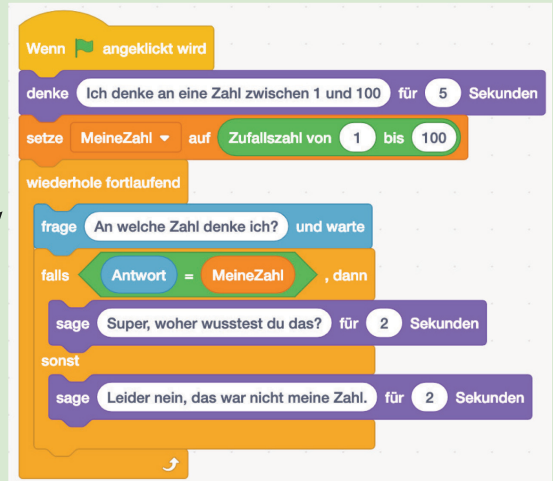 Wenn angeklickt wird
denke Ich denke an eine Zahl zwischen 1 und 100 für 5 Sekunden
setze MeineZahl auf Zufallszahl von 1 bis 100
wiederhole fortlaufend
frage An welche Zahl denke ich? und warte
falls Antwort = MeineZahl , dann
sage Super, woher wusstest du das? für 2 Sekunden
sonst
sage Leider nein, das war nicht meine Zahl. für 2 Sekunden